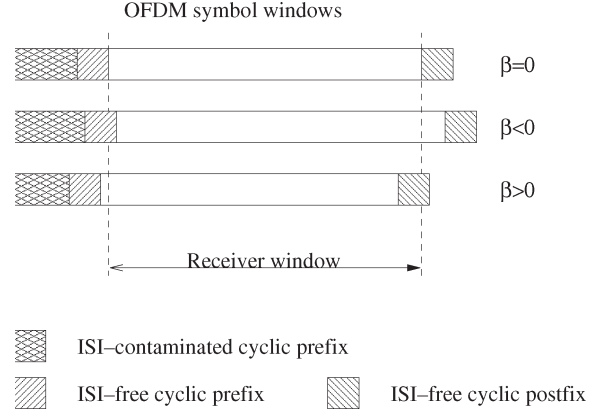 OFDM symbol windows
β=0
β<0
β>0
Receiver window
ISI–contaminated cyclic prefix
ISI–free cyclic prefix
ISI–free cyclic postfix